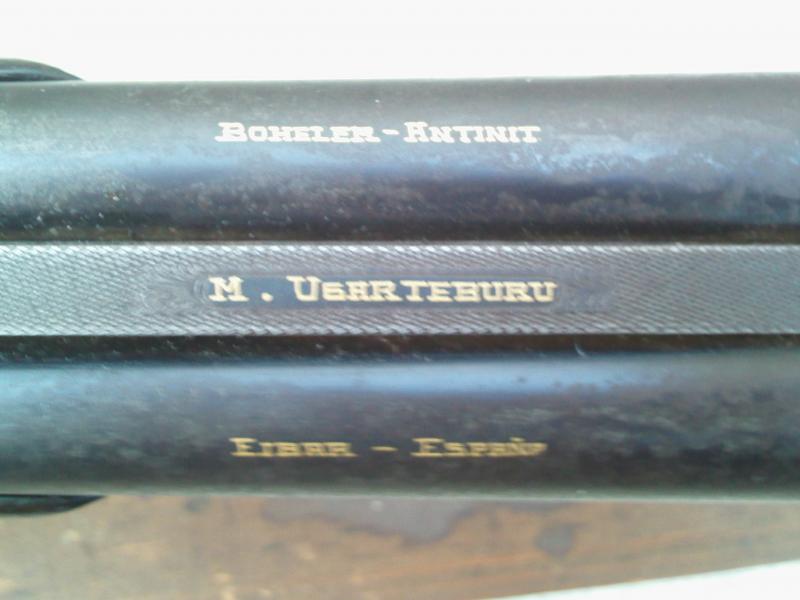 BOHELER-ANTINIT
M. UGARTEBURU
EIBAR - ESPAÑA